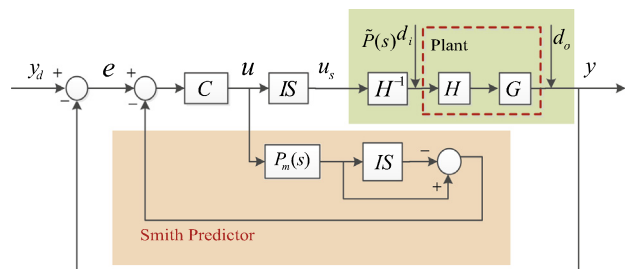 y_d + − e + − C u IS u_s H⁻¹ P̃(s) d_i Plant H G d_o y
P_m(s) IS − +
Smith Predictor